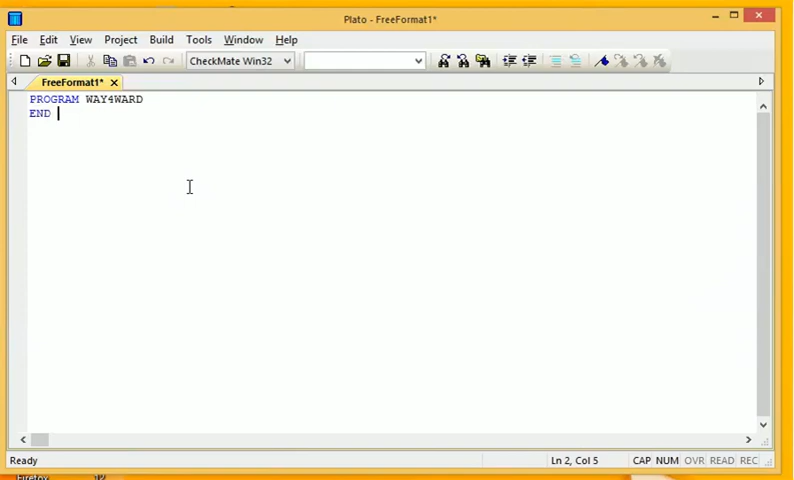 Plato - FreeFormat1*
File Edit View Project Build Tools Window Help
CheckMate Win32
FreeFormat1*
PROGRAM WAY4WARD
END
Ready Ln 2, Col 5 CAP NUM OVR READ REC
Firefox